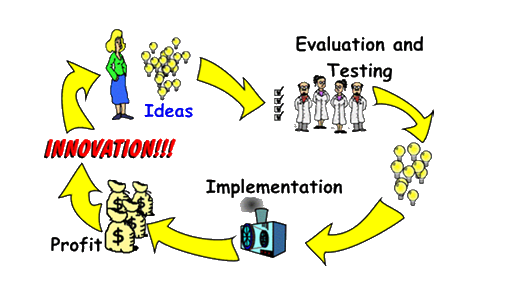 Evaluation and
Testing
Ideas
INNOVATION!!!
Implementation
Profit
$
$
$
$